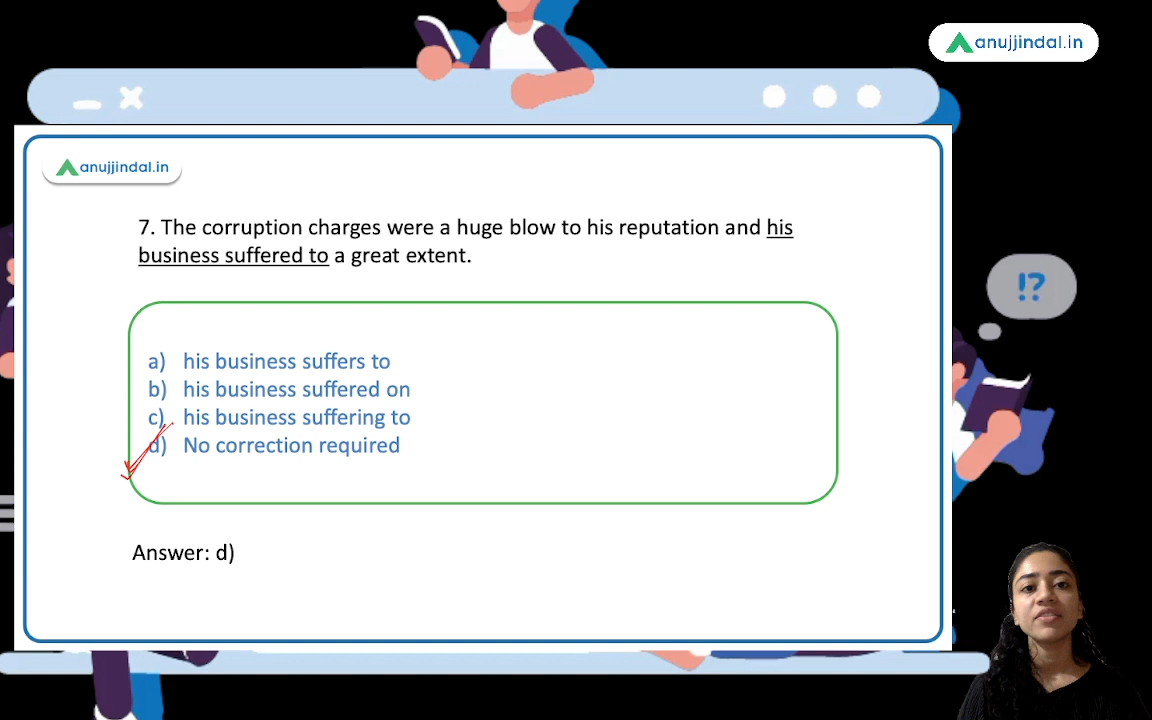 anujjindal.in
anujjindal.in
7. The corruption charges were a huge blow to his reputation and his
business suffered to a great extent.
!?
a) his business suffers to
b) his business suffered on
c) his business suffering to
d) No correction required
Answer: d)